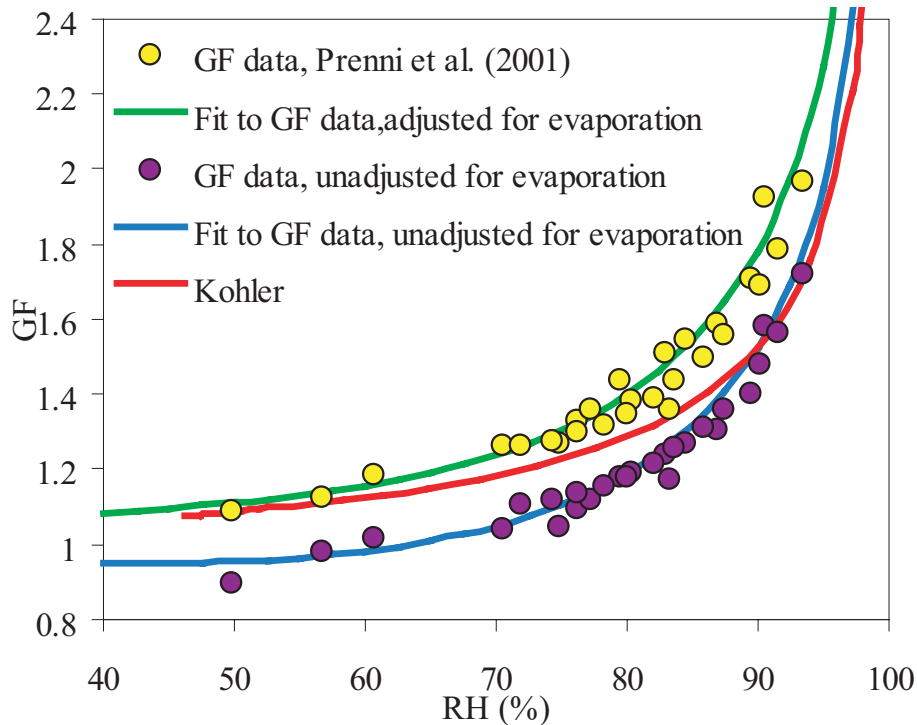 2.4
GF data, Prenni et al. (2001)
2.2
Fit to GF data,adjusted for evaporation
2
GF data, unadjusted for evaporation
1.8
Fit to GF data, unadjusted for evaporation
Kohler
GF
1.6
1.4
1.2
1
0.8
40 50 60 70 80 90 100
RH (%)